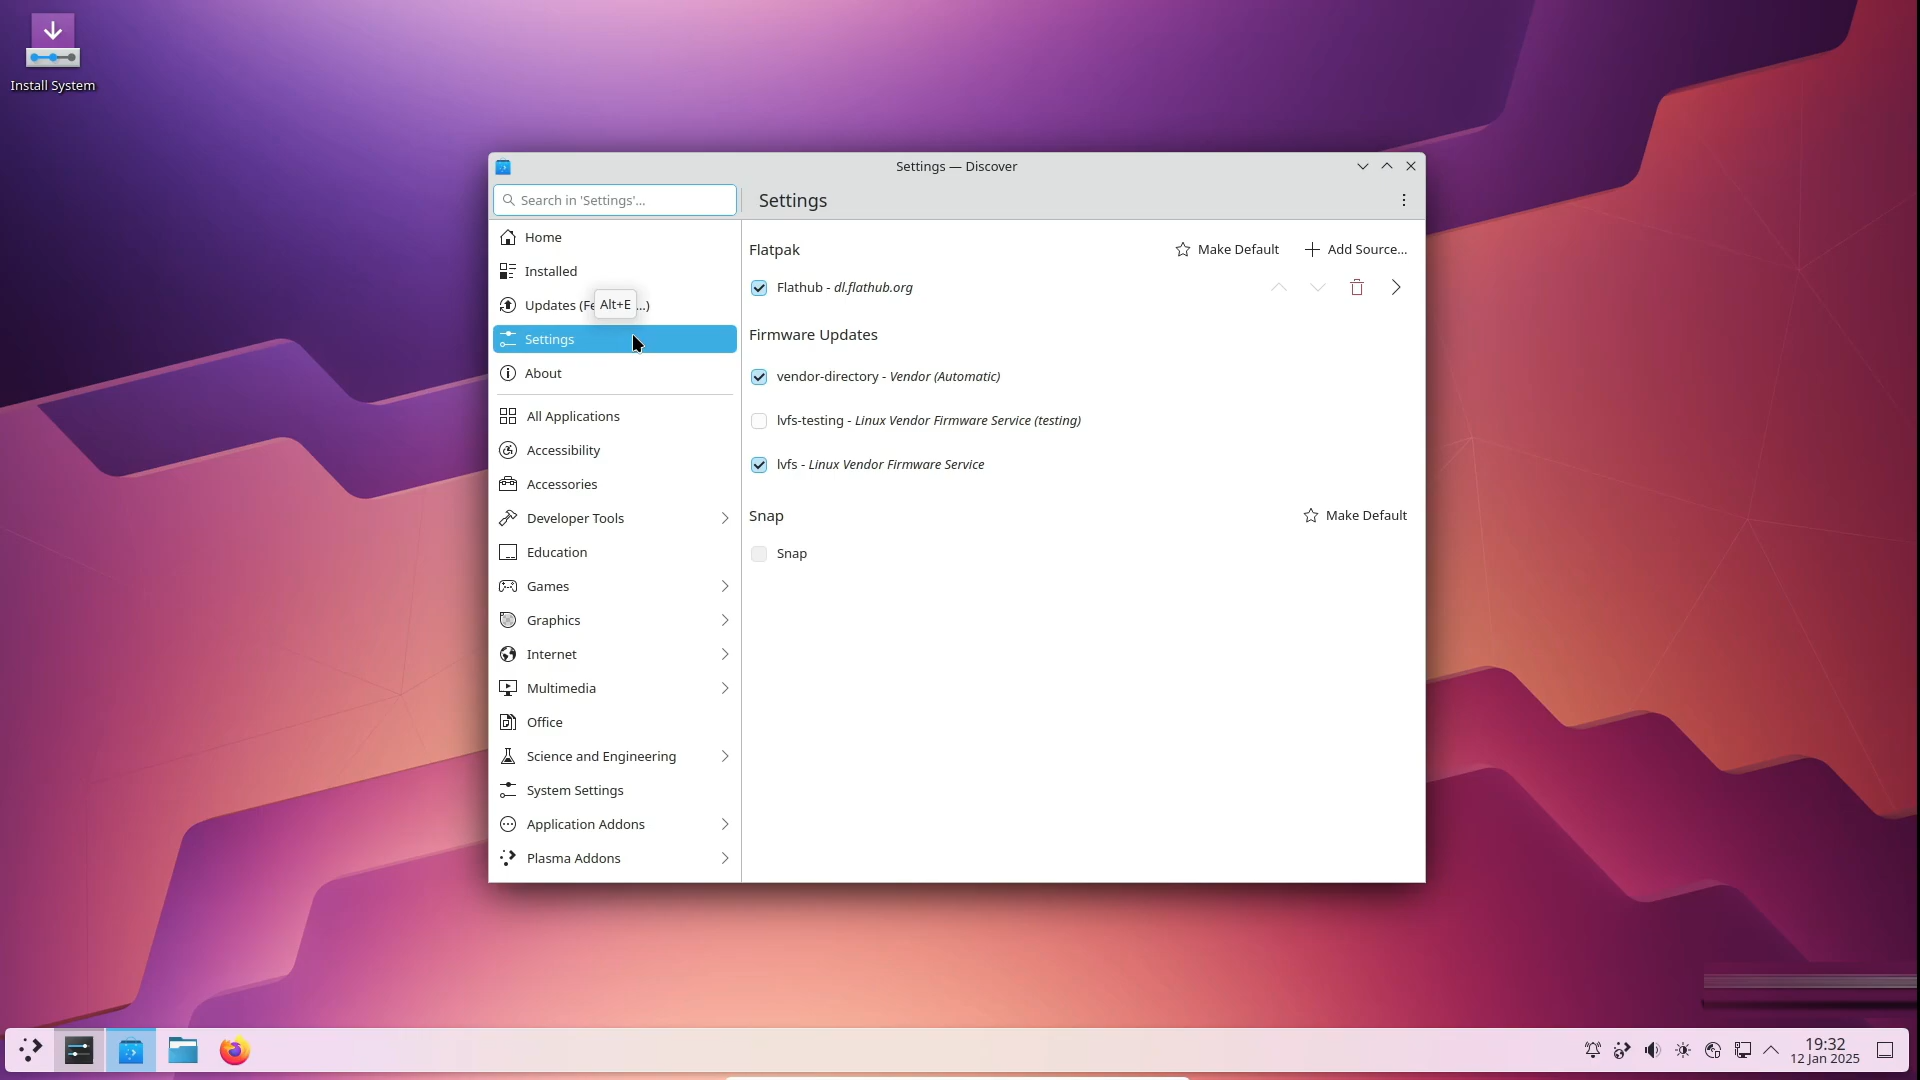 Install System
Settings — Discover
Search in 'Settings'...
Settings
Home
Installed
Updates (Fe ...)
Alt+E
Settings
About
All Applications
Accessibility
Accessories
Developer Tools
Education
Games
Graphics
Internet
Multimedia
Office
Science and Engineering
System Settings
Application Addons
Plasma Addons
Flatpak
Make Default
Add Source...
Flathub - dl.flathub.org
Firmware Updates
vendor-directory - Vendor (Automatic)
lvfs-testing - Linux Vendor Firmware Service (testing)
lvfs - Linux Vendor Firmware Service
Snap
Make Default
Snap
19:32
12 Jan 2025